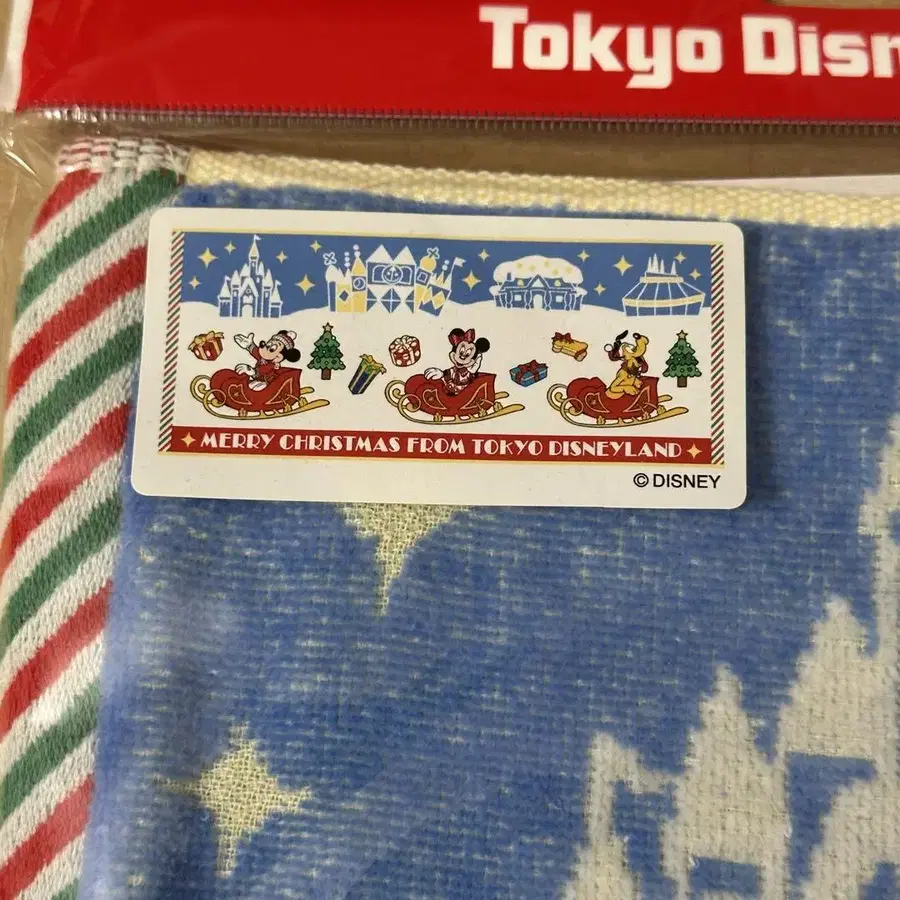 Tokyo Disn
MERRY CHRISTMAS FROM TOKYO DISNEYLAND
© DISNEY